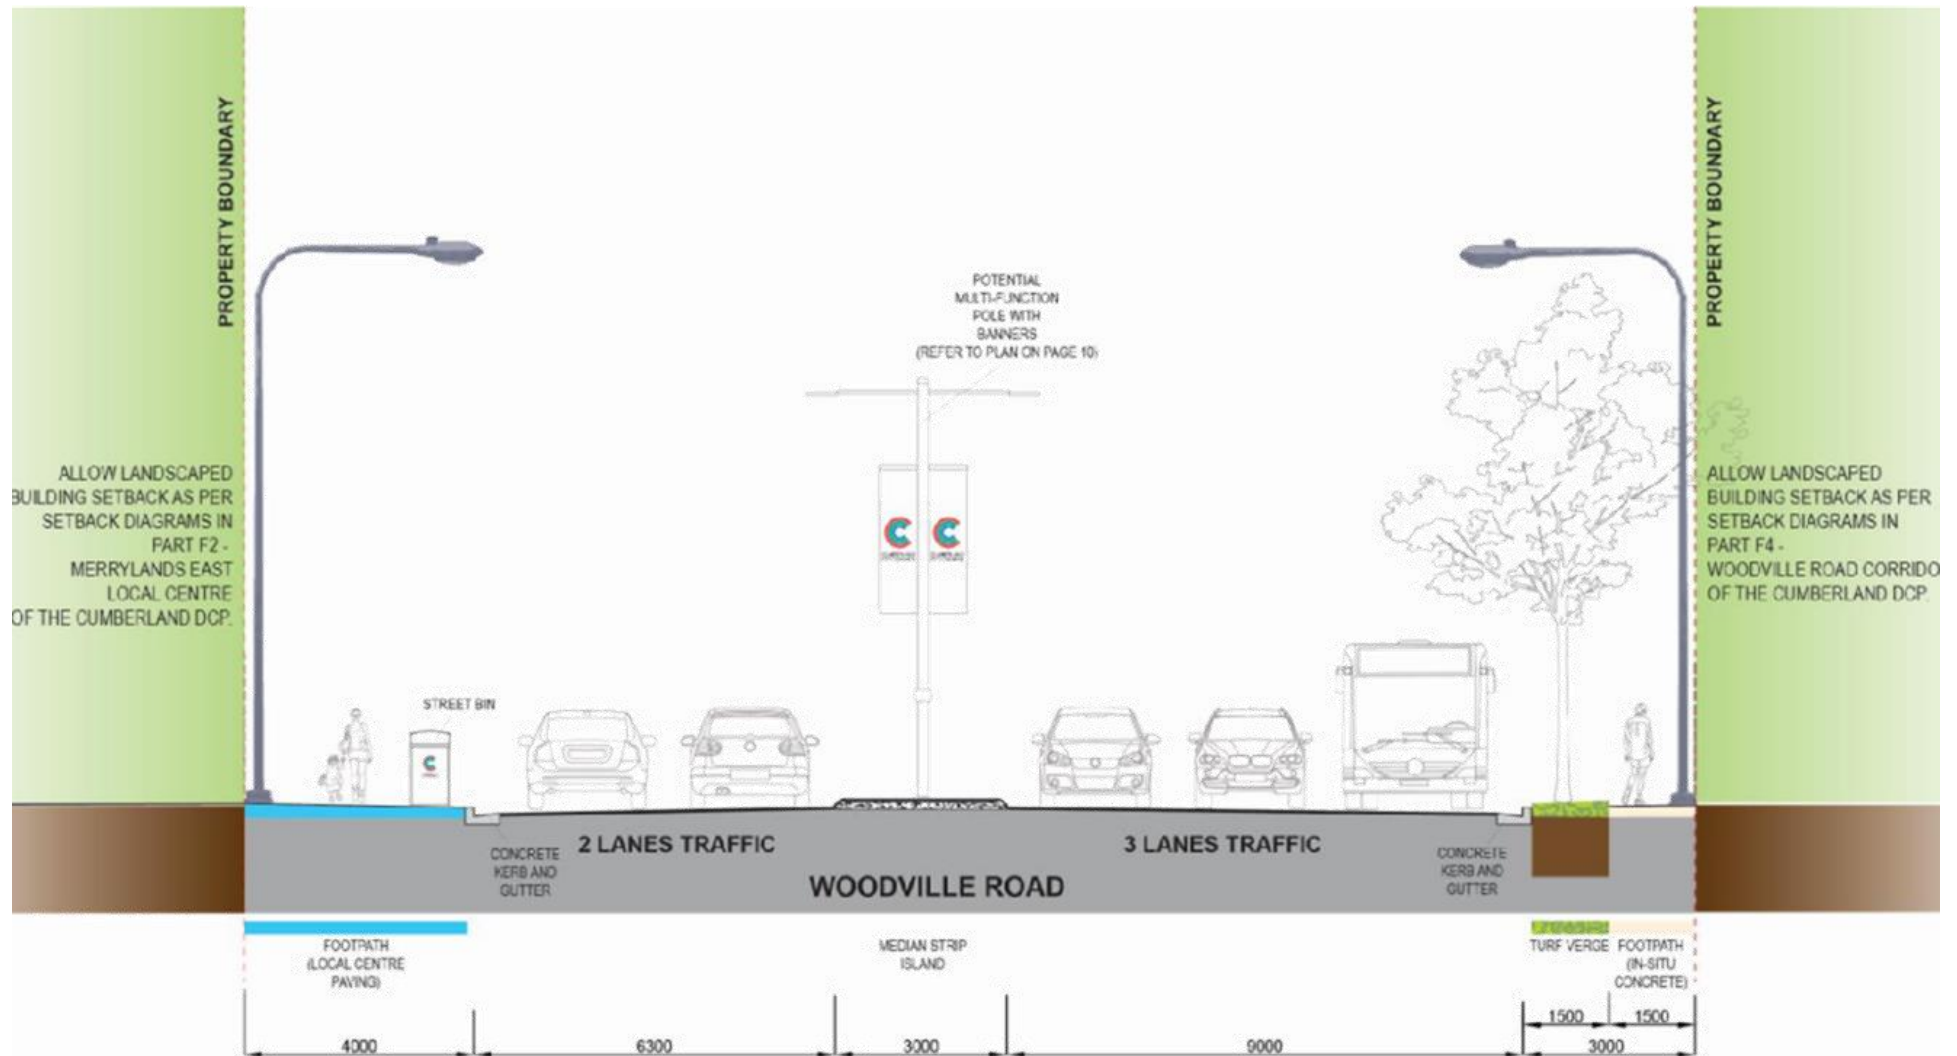 PROPERTY BOUNDARY
PROPERTY BOUNDARY
POTENTIAL
MULTI-FUNCTION
POLE WITH
BANNERS
(REFER TO PLAN ON PAGE 10)
ALLOW LANDSCAPED
BUILDING SETBACK AS PER
SETBACK DIAGRAMS IN
PART F2 -
MERRYLANDS EAST
LOCAL CENTRE
OF THE CUMBERLAND DCP.
ALLOW LANDSCAPED
BUILDING SETBACK AS PER
SETBACK DIAGRAMS IN
PART F4 -
WOODVILLE ROAD CORRIDO
OF THE CUMBERLAND DCP.
STREET BIN
2 LANES TRAFFIC
3 LANES TRAFFIC
CONCRETE
KERB AND
GUTTER
CONCRETE
KERB AND
GUTTER
WOODVILLE ROAD
FOOTPATH
(LOCAL CENTRE
PAVING)
MEDIAN STRIP
ISLAND
TURF VERGE
FOOTPATH
(IN-SITU
CONCRETE)
1500
1500
4000
6300
3000
9000
3000